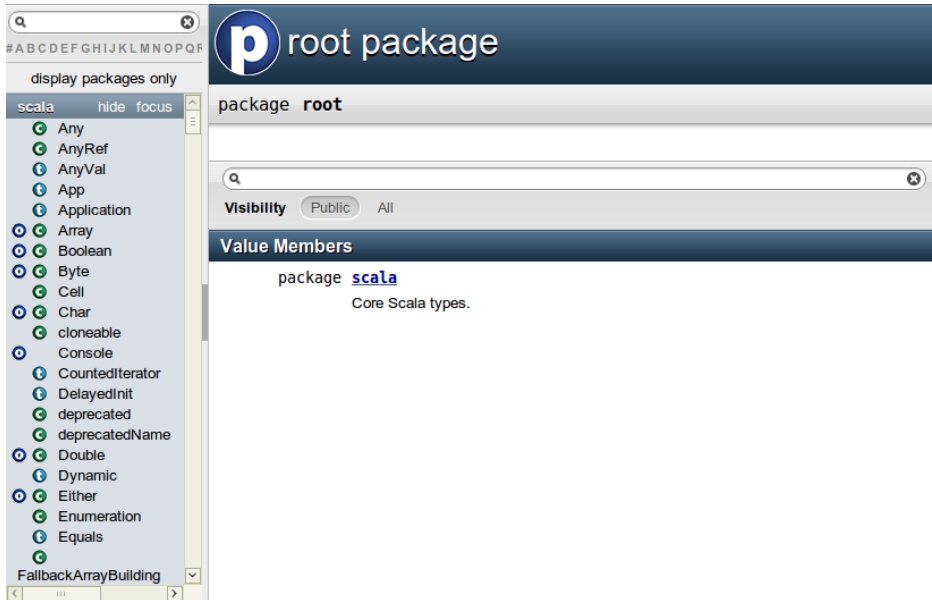 #ABCDEFGHIJKLMNOPQR
display packages only
scala hide focus
Any
AnyRef
AnyVal
App
Application
Array
Boolean
Byte
Cell
Char
cloneable
Console
CountedIterator
DelayedInit
deprecated
deprecatedName
Double
Dynamic
Either
Enumeration
Equals
FallbackArrayBuilding
p root package
package root
Visibility Public All
Value Members
package scala
Core Scala types.